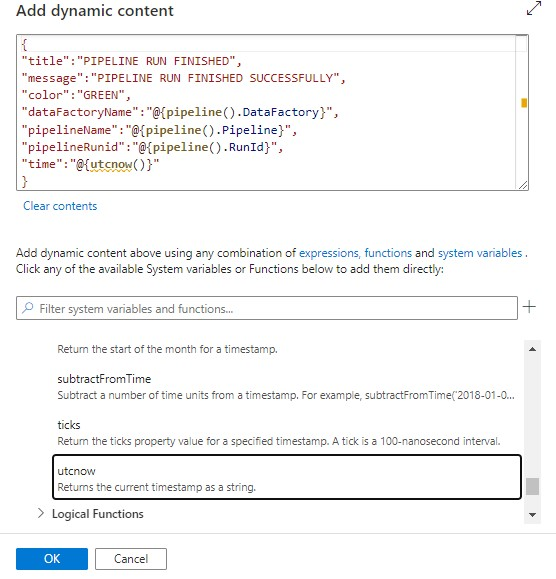 Add dynamic content
{
"title":"PIPELINE RUN FINISHED",
"message":"PIPELINE RUN FINISHED SUCCESSFULLY",
"color":"GREEN",
"dataFactoryName":"@{pipeline().DataFactory}",
"pipelineName":"@{pipeline().Pipeline}",
"pipelineRunid":"@{pipeline().RunId}",
"time":"@{utcnow()}"
}
Clear contents
Add dynamic content above using any combination of expressions, functions and system variables .
Click any of the available System variables or Functions below to add them directly:
Filter system variables and functions...
Return the start of the month for a timestamp.
subtractFromTime
Subtract a number of time units from a timestamp. For example, subtractFromTime('2018-01-0...
ticks
Return the ticks property value for a specified timestamp. A tick is a 100-nanosecond interval.
utcnow
Returns the current timestamp as a string.
Logical Functions
OK Cancel